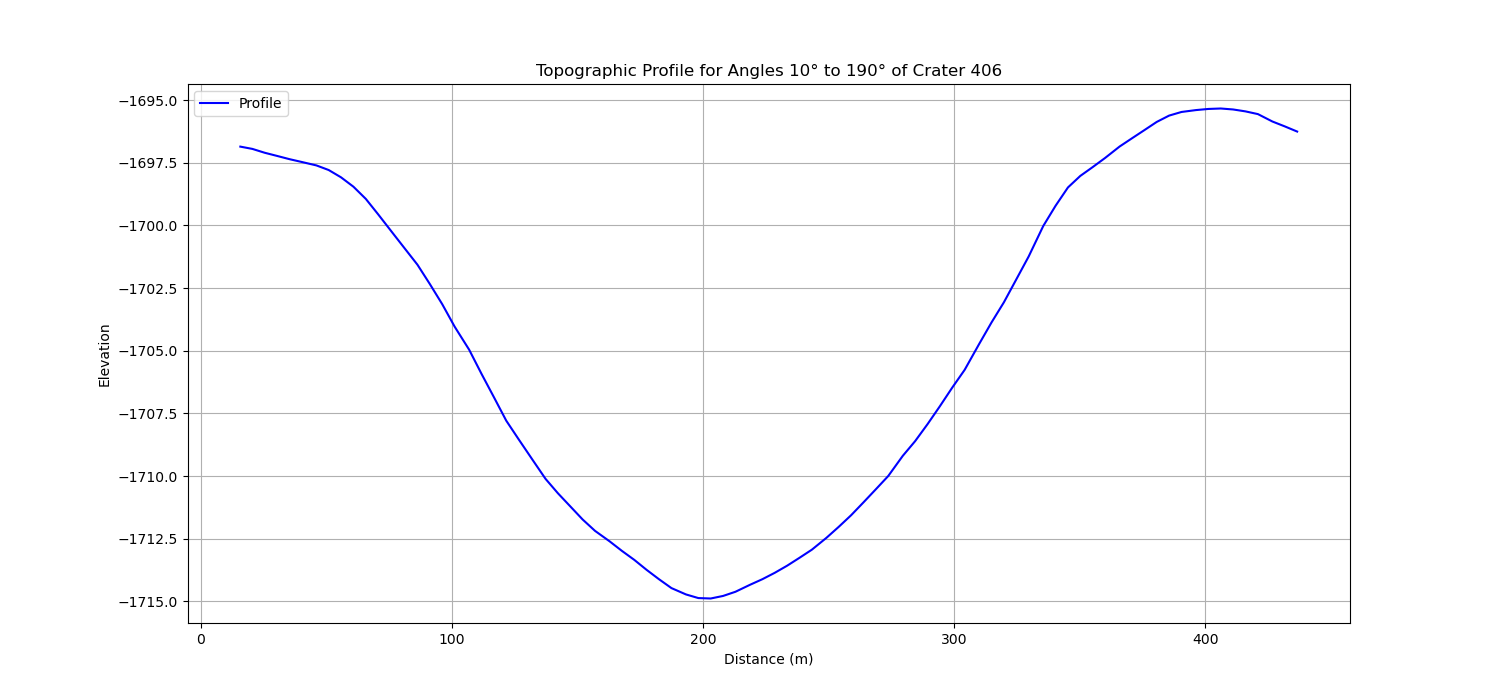 Topographic Profile for Angles 10° to 190° of Crater 406
Profile
−1695.0
−1697.5
−1700.0
−1702.5
−1705.0
−1707.5
−1710.0
−1712.5
−1715.0
Elevation
0 100 200 300 400
Distance (m)